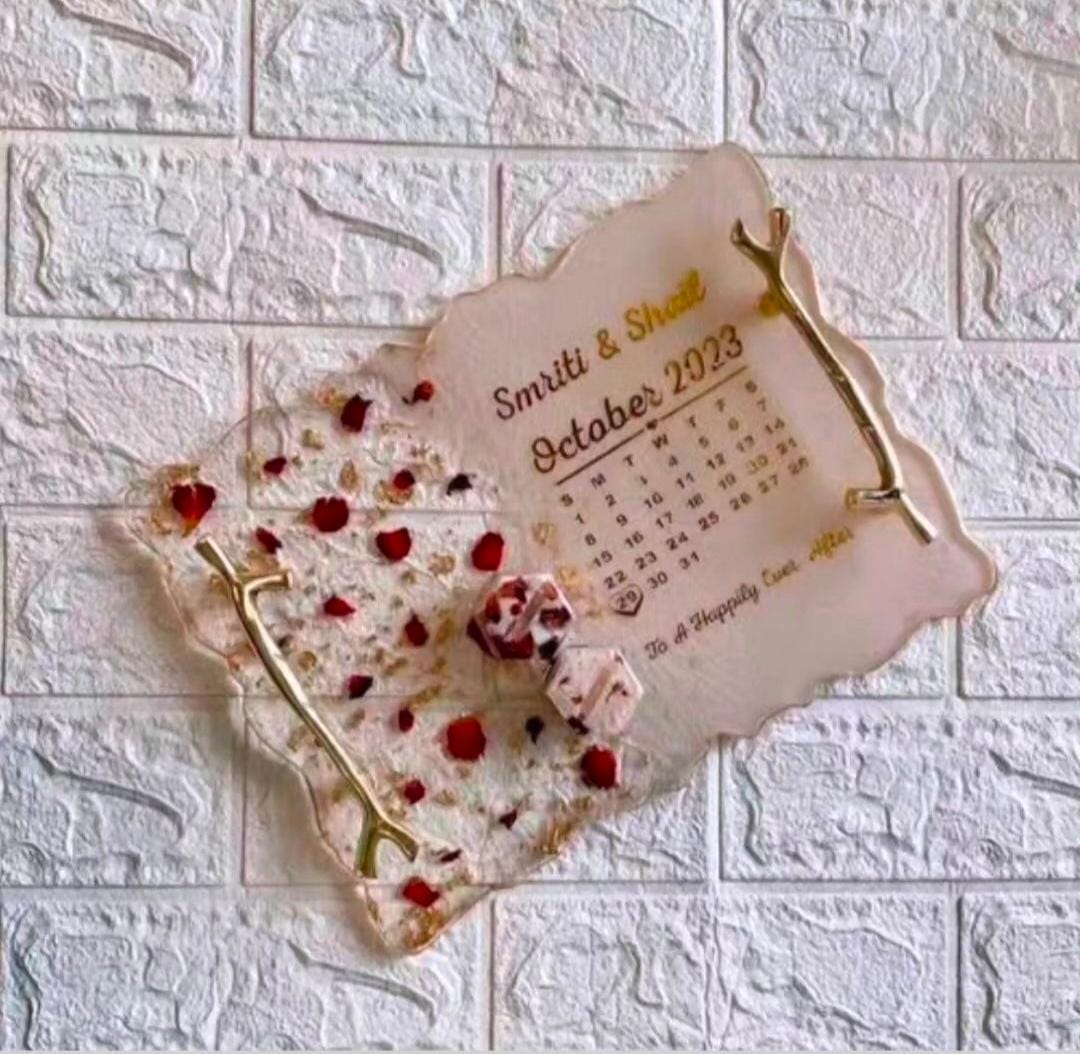 Smriti & Shail
October 2023
S M T W T F S
1 2 3 4 5 6 7
8 9 10 11 12 13 14
15 16 17 18 19 20 21
22 23 24 25 26 27 28
29 30 31
To A Happily Ever After